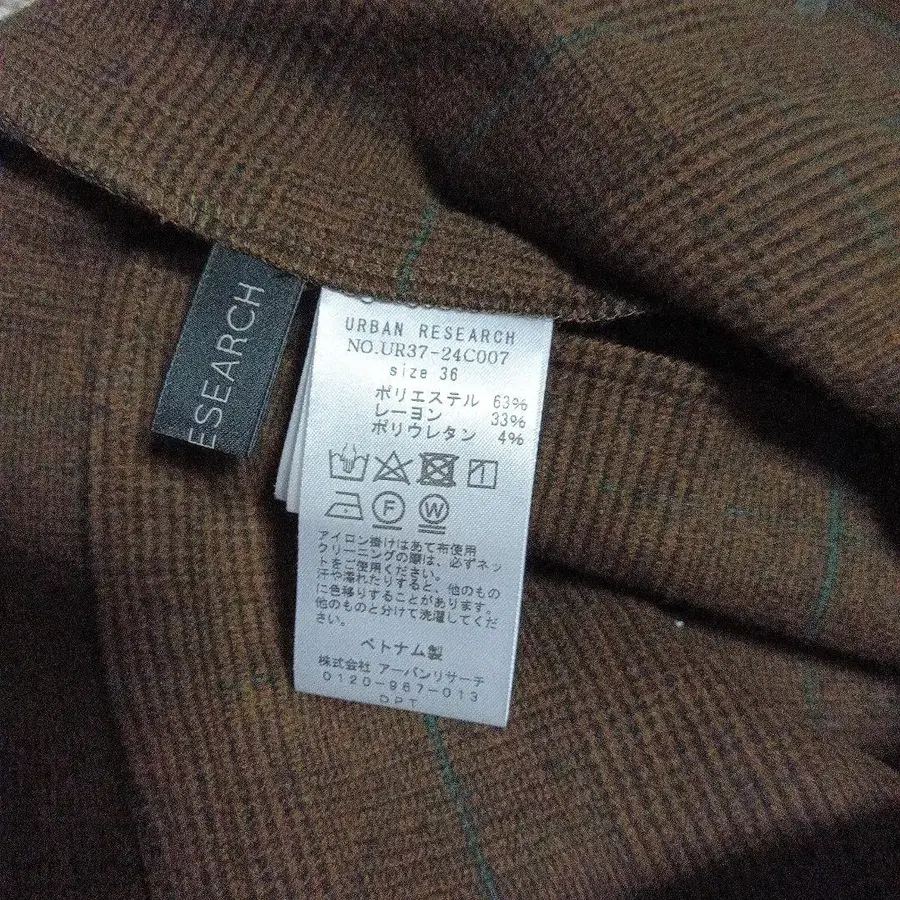 ESEARCH
URBAN RESEARCH
NO.UR37-24C007
size 36
ポリエステル 63%
レーヨン 33%
ポリウレタン 4%
F W
アイロン掛けはあて布使用
クリーニングの際は、必ずネッ
トをご使用ください。
汗や濡れたりすると、他のもの
に色移りすることがあります。
他のものと分けて洗濯してくだ
さい。
ベトナム製
株式会社 アーバンリサーチ
0120-967-013
DPT